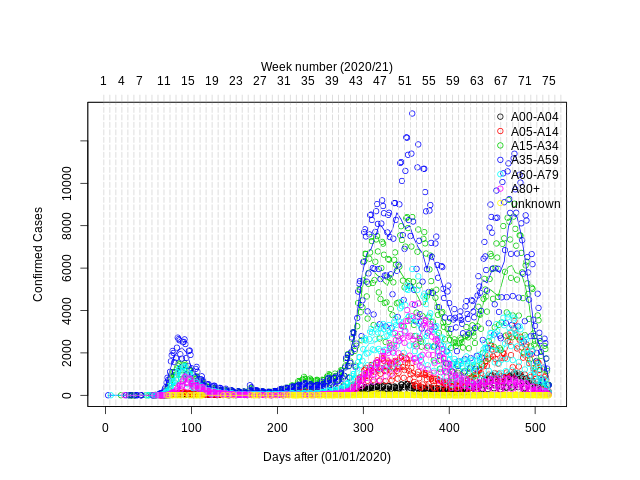 Week number (2020/21)
1 4 7 11 15 19 23 27 31 35 39 43 47 51 55 59 63 67 71 75
A00-A04
A05-A14
A15-A34
A35-A59
A60-A79
A80+
unknown
Confirmed Cases
0 2000 4000 6000 8000 10000
0 100 200 300 400 500
Days after (01/01/2020)